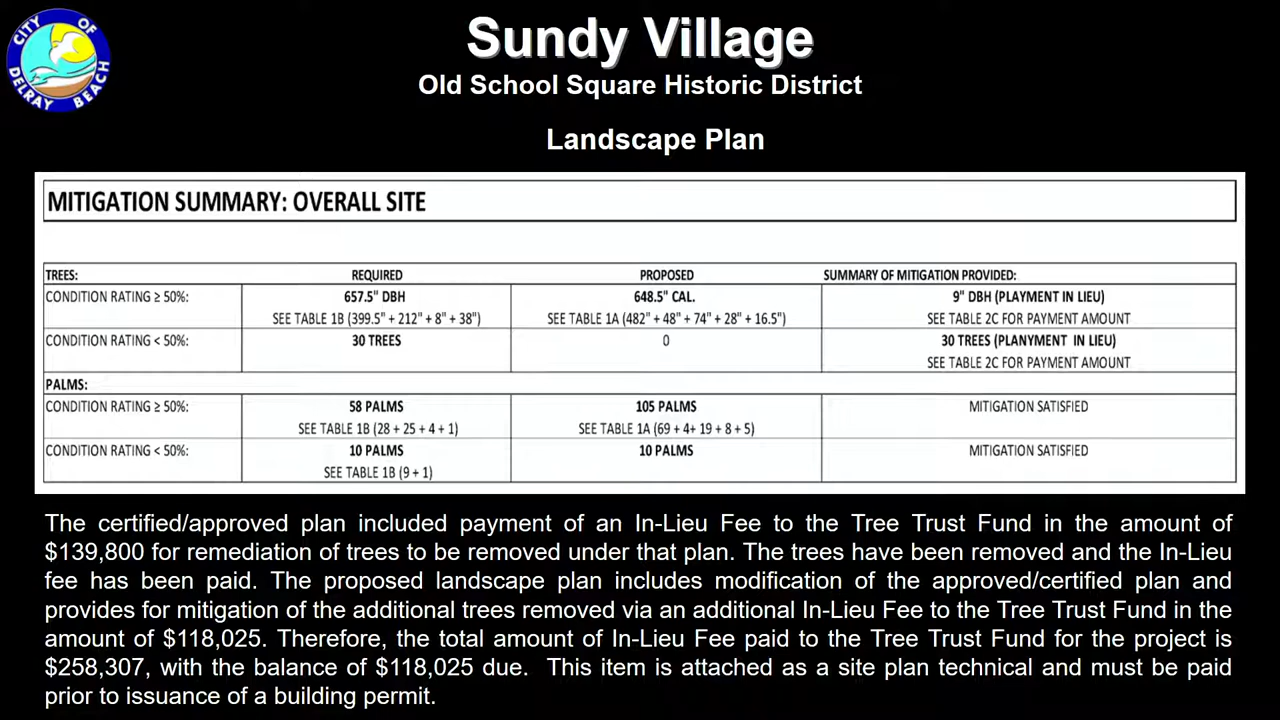 CITY OF
DELRAY BEACH
Sundy Village
Old School Square Historic District
Landscape Plan
MITIGATION SUMMARY: OVERALL SITE
TREES: REQUIRED PROPOSED SUMMARY OF MITIGATION PROVIDED:
CONDITION RATING ≥ 50%: 657.5" DBH 648.5" CAL. 9" DBH (PLAYMENT IN LIEU)
SEE TABLE 1B (399.5" + 212" + 8" + 38") SEE TABLE 1A (482" + 48" + 74" + 28" + 16.5") SEE TABLE 2C FOR PAYMENT AMOUNT
CONDITION RATING < 50%: 30 TREES 0 30 TREES (PLANYMENT IN LIEU)
SEE TABLE 2C FOR PAYMENT AMOUNT
PALMS:
CONDITION RATING ≥ 50%: 58 PALMS 105 PALMS MITIGATION SATISFIED
SEE TABLE 1B (28 + 25 + 4 + 1) SEE TABLE 1A (69 + 4+ 19 + 8 + 5)
CONDITION RATING < 50%: 10 PALMS 10 PALMS MITIGATION SATISFIED
SEE TABLE 1B (9 + 1)
The certified/approved plan included payment of an In-Lieu Fee to the Tree Trust Fund in the amount of
$139,800 for remediation of trees to be removed under that plan. The trees have been removed and the In-Lieu
fee has been paid. The proposed landscape plan includes modification of the approved/certified plan and
provides for mitigation of the additional trees removed via an additional In-Lieu Fee to the Tree Trust Fund in the
amount of $118,025. Therefore, the total amount of In-Lieu Fee paid to the Tree Trust Fund for the project is
$258,307, with the balance of $118,025 due. This item is attached as a site plan technical and must be paid
prior to issuance of a building permit.